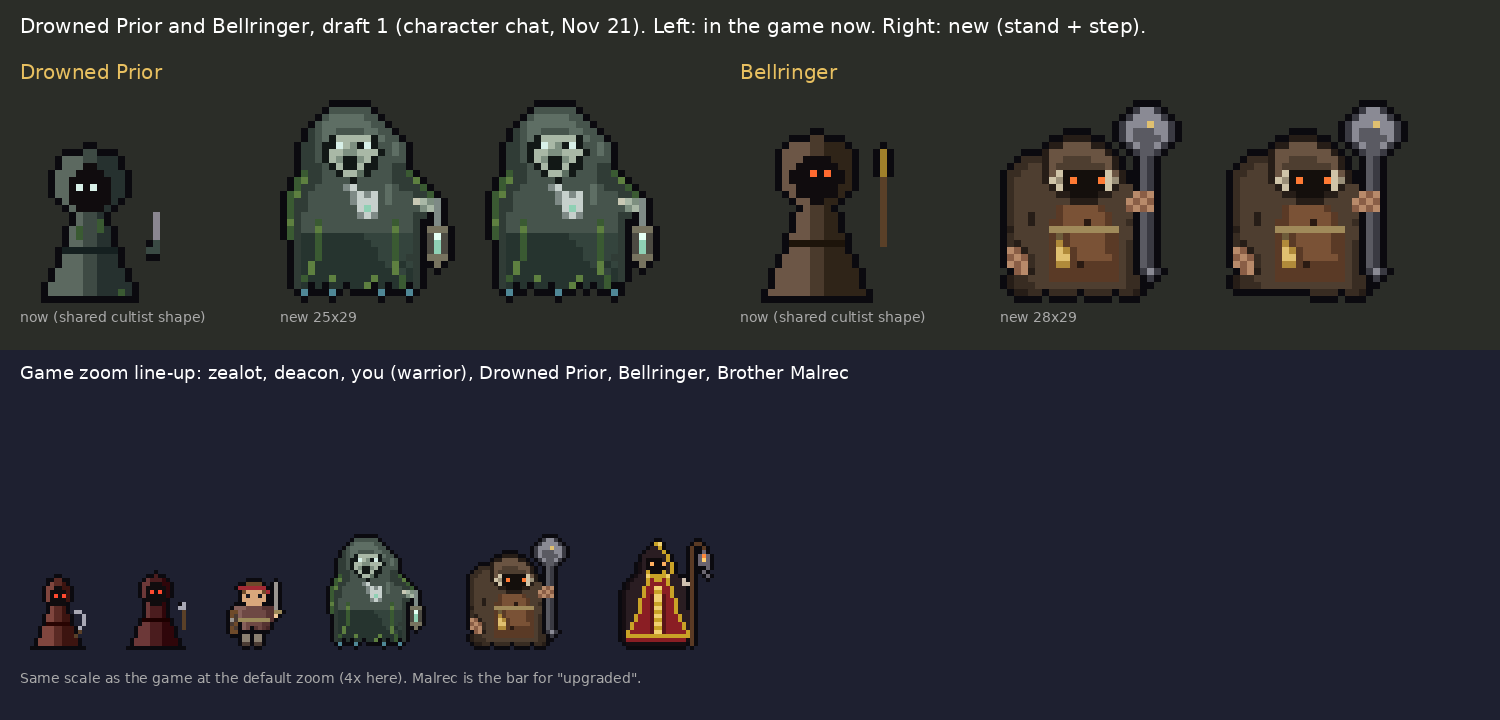 Drowned Prior and Bellringer, draft 1 (character chat, Nov 21). Left: in the game now. Right: new (stand + step).
Drowned Prior
Bellringer
now (shared cultist shape)
new 25x29
now (shared cultist shape)
new 28x29
Game zoom line-up: zealot, deacon, you (warrior), Drowned Prior, Bellringer, Brother Malrec
Same scale as the game at the default zoom (4x here). Malrec is the bar for "upgraded".